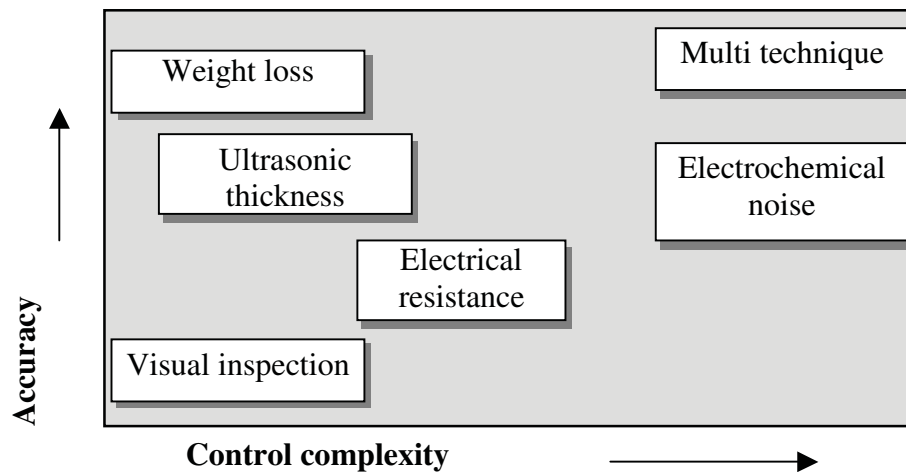 Weight loss
Multi technique
Ultrasonic
thickness
Electrochemical
noise
Electrical
resistance
Visual inspection
Accuracy
Control complexity